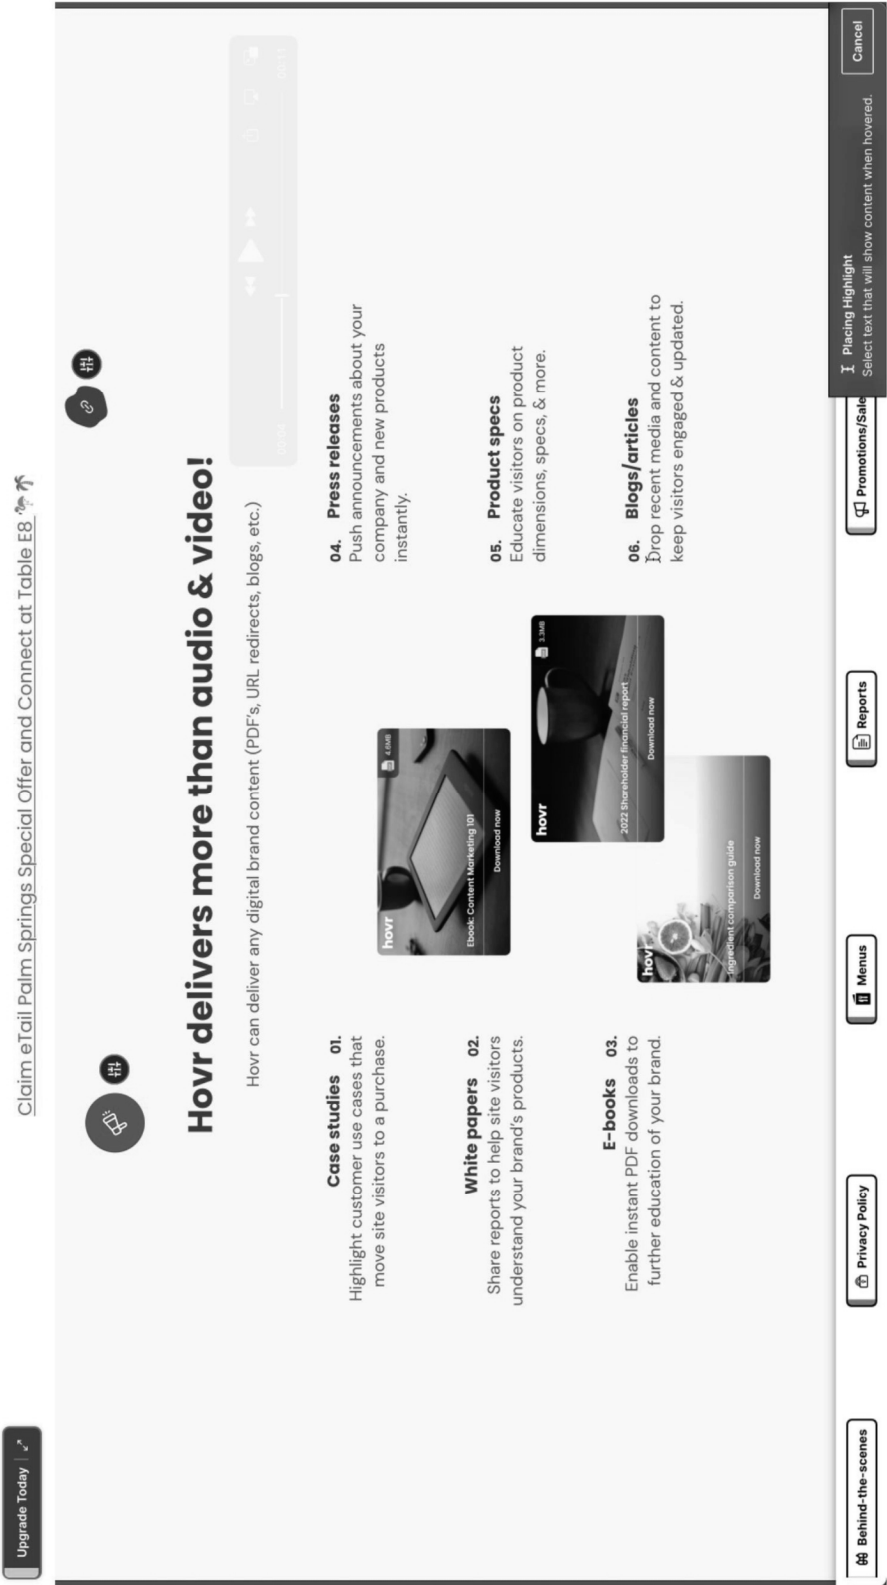 Upgrade Today
Claim eTail Palm Springs Special Offer and Connect at Table E8
Hovr delivers more than audio & video!
Hovr can deliver any digital brand content (PDF's, URL redirects, blogs, etc.)
00:04
00:11
Case studies 01.
Highlight customer use cases that
move site visitors to a purchase.
White papers 02.
Share reports to help site visitors
understand your brand's products.
E-books 03.
Enable instant PDF downloads to
further education of your brand.
hovr
4.6MB
Ebook: Content Marketing 101
Download now
hovr
3.3MB
2022 Shareholder financial report
Download now
hovr
Ingredient comparison guide
Download now
04. Press releases
Push announcements about your
company and new products
instantly.
05. Product specs
Educate visitors on product
dimensions, specs, & more.
06. Blogs/articles
Drop recent media and content to
keep visitors engaged & updated.
Placing Highlight
Select text that will show content when hovered.
Cancel
Behind-the-scenes
Privacy Policy
Menus
Reports
Promotions/Sale